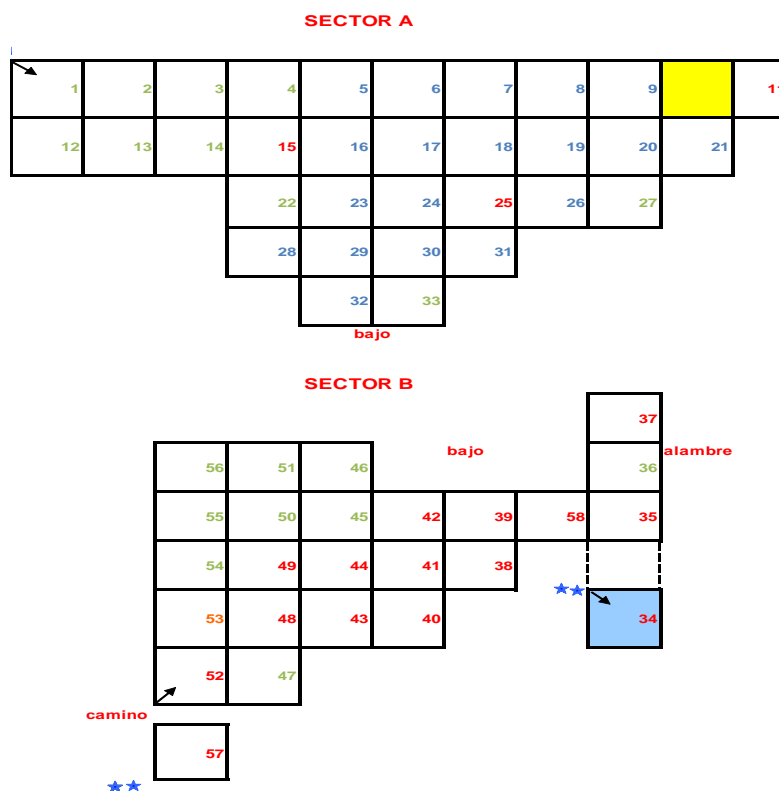 SECTOR A
1 2 3 4 5 6 7 8 9 11
12 13 14 15 16 17 18 19 20 21
22 23 24 25 26 27
28 29 30 31
32 33
bajo
SECTOR B
37
bajo alambre
56 51 46 36
55 50 45 42 39 58 35
54 49 44 41 38
53 48 43 40 34
52 47
camino
57